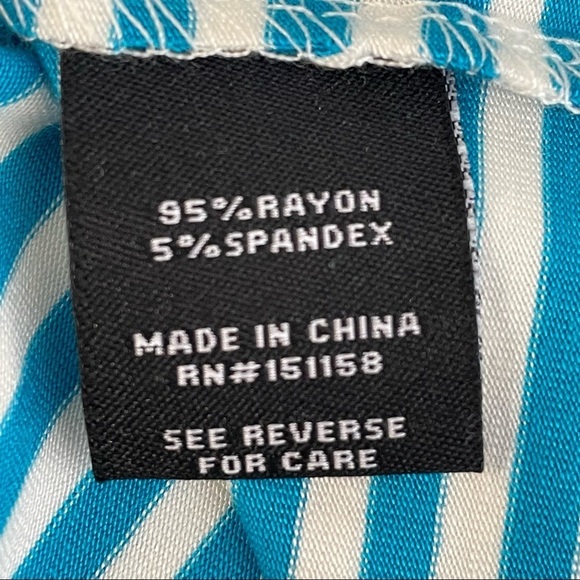 95%RAYON
5%SPANDEX
MADE IN CHINA
RN#151158
SEE REVERSE
FOR CARE